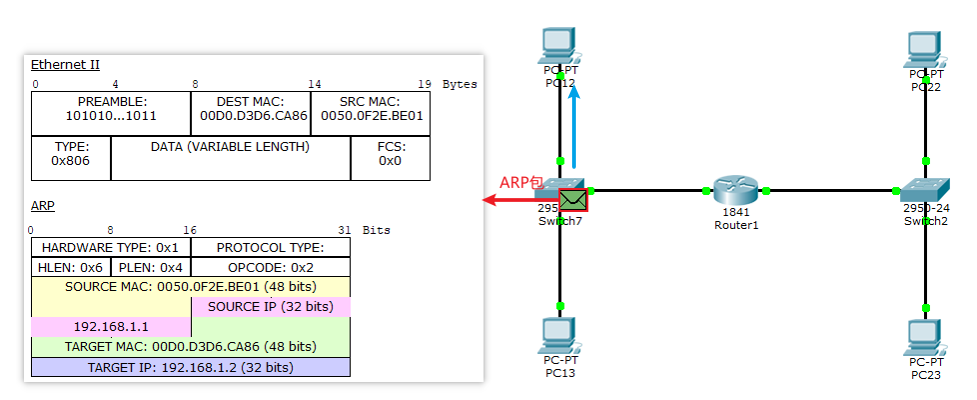 Ethernet II
0 4 8 14 19 Bytes
PREAMBLE: DEST MAC: SRC MAC:
101010...1011 00D0.D3D6.CA86 0050.0F2E.BE01
TYPE: DATA (VARIABLE LENGTH) FCS:
0x806 0x0
ARP
0 8 16 31 Bits
HARDWARE TYPE: 0x1 PROTOCOL TYPE:
HLEN: 0x6 PLEN: 0x4 OPCODE: 0x2
SOURCE MAC: 0050.0F2E.BE01 (48 bits)
SOURCE IP (32 bits)
192.168.1.1
TARGET MAC: 00D0.D3D6.CA86 (48 bits)
TARGET IP: 192.168.1.2 (32 bits)
PC-PT
PC12
ARP包
Switch7
PC-PT
PC13
1841
Router1
PC-PT
PC22
2950-24
Switch2
PC-PT
PC23